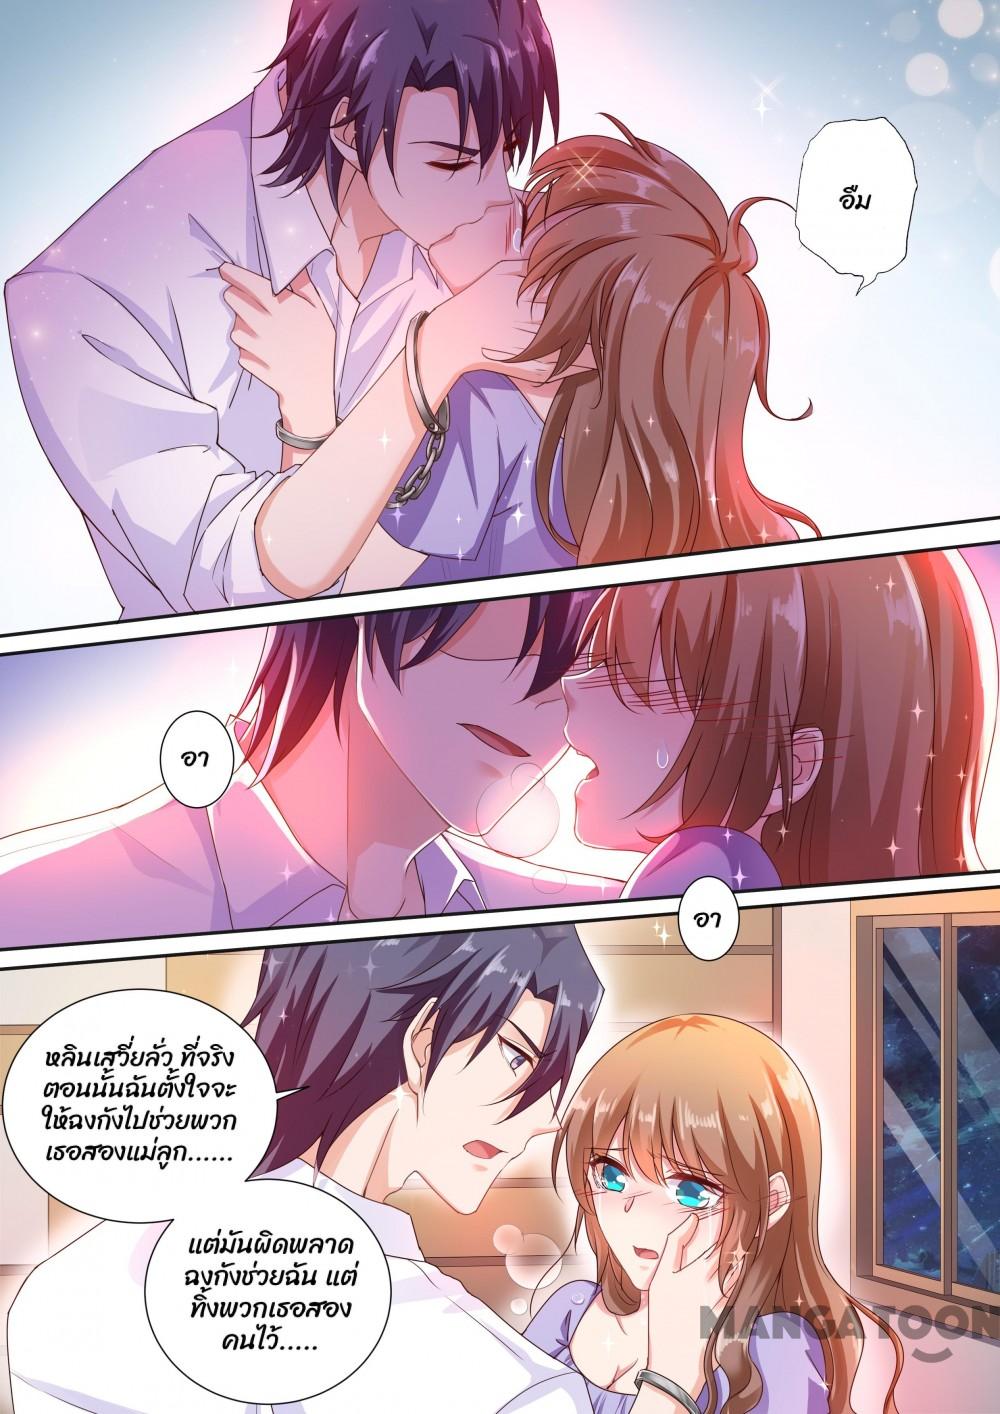 อืม
อา
อา
หลินเสวี่ยลั่ว ที่จริง
ตอนนั้นฉันตั้งใจจะ
ให้ฉงกังไปช่วยพวก
เธอสองแม่ลูก......
แต่มันผิดพลาด
ฉงกังช่วยฉัน แต่
ทิ้งพวกเธอสอง
คนไว้.....
MANGATOON